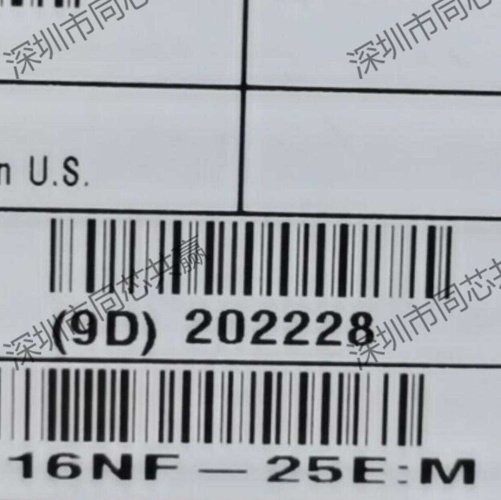 深圳市同芯
深圳市同芯
n U.S.
深圳市同芯共赢
深圳市同芯共
(9D) 202228
16NF - 25E:M